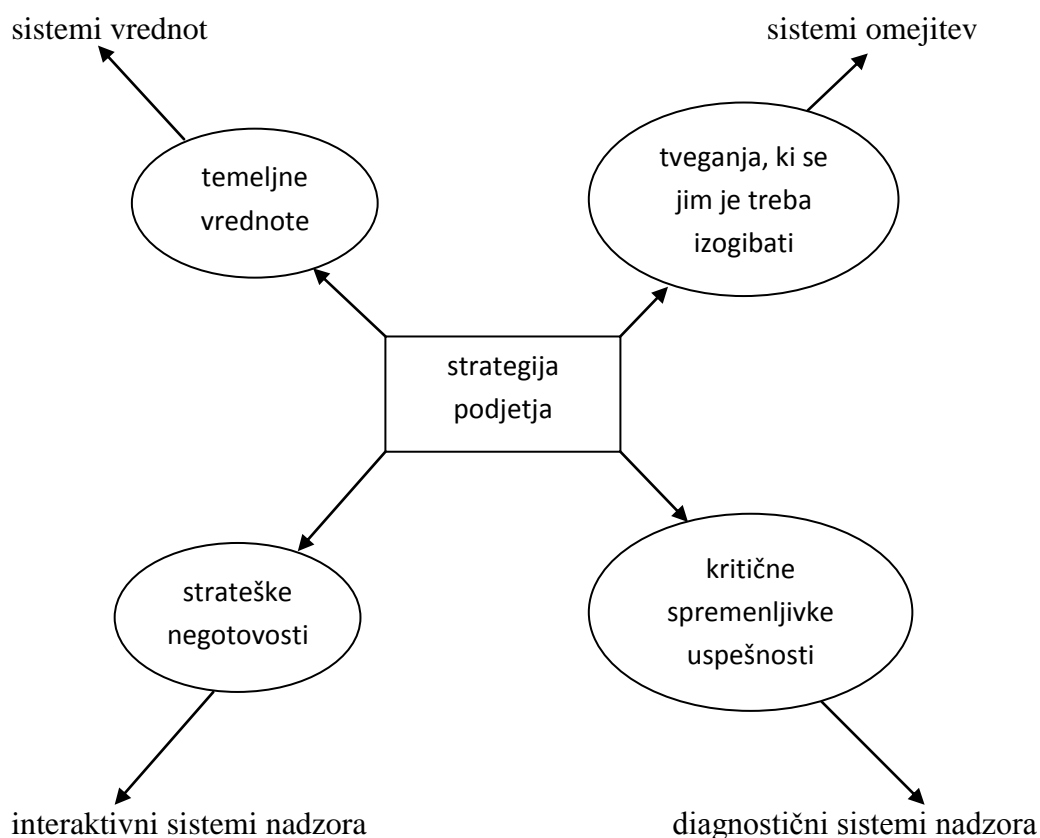 sistemi vrednot
sistemi omejitev
temeljne
vrednote
tveganja, ki se
jim je treba
izogibati
strategija
podjetja
strateške
negotovosti
kritične
spremenljivke
uspešnosti
interaktivni sistemi nadzora
diagnostični sistemi nadzora